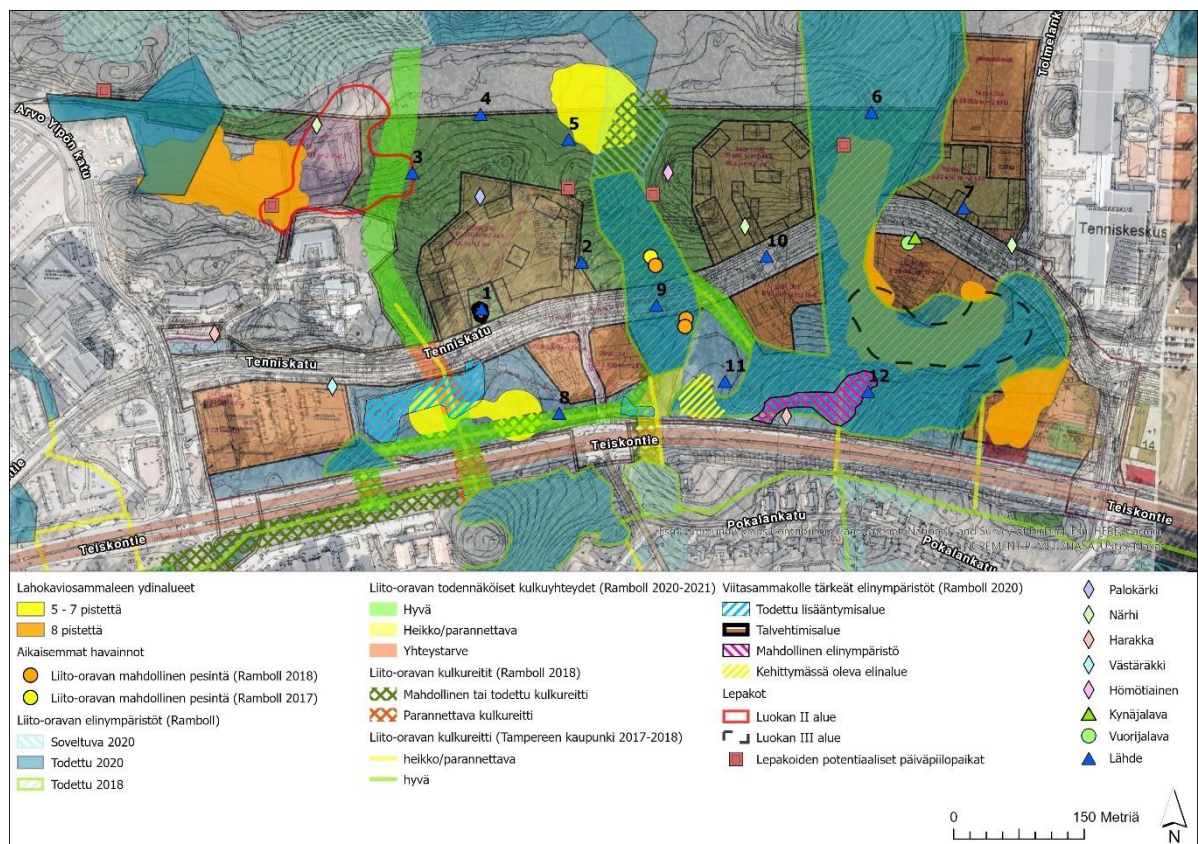 Arvo Ylpön katu
Tenniskatu
Tenniskatu
Teiskontie
Teiskontie
Teiskontie
Pokalankatu
Pokalankatu
TENNISKESKUS
Tenniskeskus
1
2
3
4
5
6
7
8
9
10
11
12
+1
14
Lahokaviosammaleen ydinalueet
5 - 7 pistettä
8 pistettä
Aikaisemmat havainnot
Liito-oravan mahdollinen pesintä (Ramboll 2018)
Liito-oravan mahdollinen pesintä (Ramboll 2017)
Liito-oravan elinympäristöt (Ramboll)
Soveltuva 2020
Todettu 2020
Todettu 2018
Liito-oravan todennäköiset kulkuyhteydet (Ramboll 2020-2021)
Hyvä
Heikko/parannettava
Yhteystarve
Liito-oravan kulkureitit (Ramboll 2018)
Mahdollinen tai todettu kulkureitti
Parannettava kulkureitti
Liito-oravan kulkureitti (Tampereen kaupunki 2017-2018)
heikko/parannettava
hyvä
Viitasammakolle tärkeät elinympäristöt (Ramboll 2020)
Todettu lisääntymisalue
Talvehtimisalue
Mahdollinen elinympäristö
Kehittymässä oleva elinalue
Lepakot
Luokan II alue
Luokan III alue
Lepakoiden potentiaaliset päiväpiilopaikat
Palokärki
Närhi
Harakka
Västäräkki
Hömötiainen
Kynäjalava
Vuorijalava
Lähde
0 150 Metriä
N